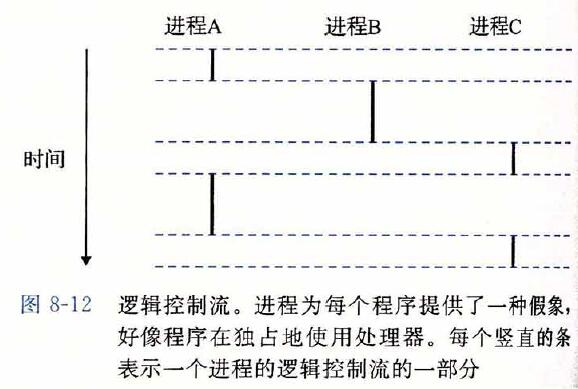 进程A 进程B 进程C
时间
图 8-12 逻辑控制流。进程为每个程序提供了一种假象，
好像程序在独占地使用处理器。每个竖直的条
表示一个进程的逻辑控制流的一部分